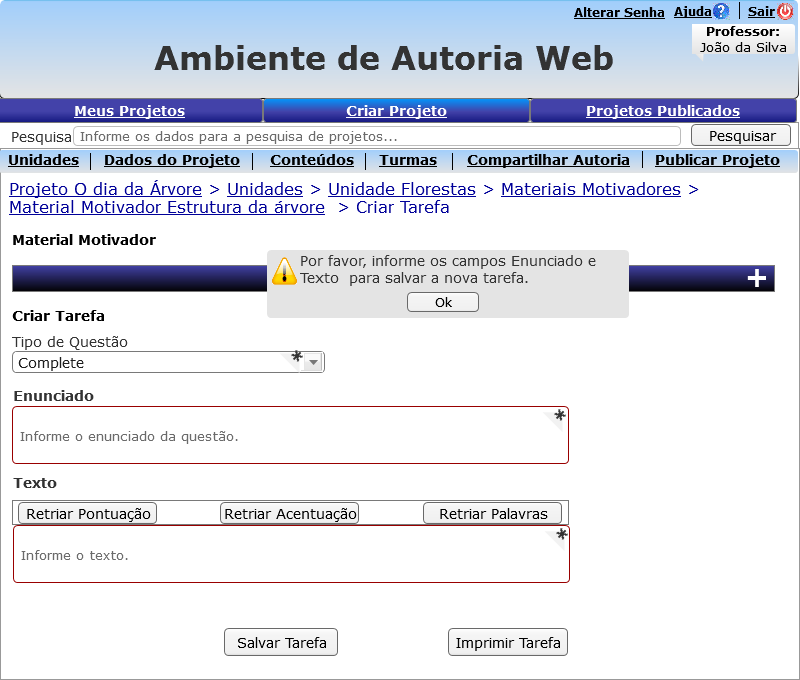 Alterar Senha Ajuda ? Sair
Professor:
João da Silva
Ambiente de Autoria Web
Meus Projetos Criar Projeto Projetos Publicados
Pesquisa Informe os dados para a pesquisa de projetos... Pesquisar
Unidades | Dados do Projeto | Conteúdos | Turmas | Compartilhar Autoria | Publicar Projeto
Projeto O dia da Árvore > Unidades > Unidade Florestas > Materiais Motivadores >
Material Motivador Estrutura da árvore > Criar Tarefa
Material Motivador
Por favor, informe os campos Enunciado e
Texto para salvar a nova tarefa.
Ok
+
Criar Tarefa
Tipo de Questão
Complete *
Enunciado
*
Informe o enunciado da questão.
Texto
Retriar Pontuação Retriar Acentuação Retriar Palavras
*
Informe o texto.
Salvar Tarefa Imprimir Tarefa